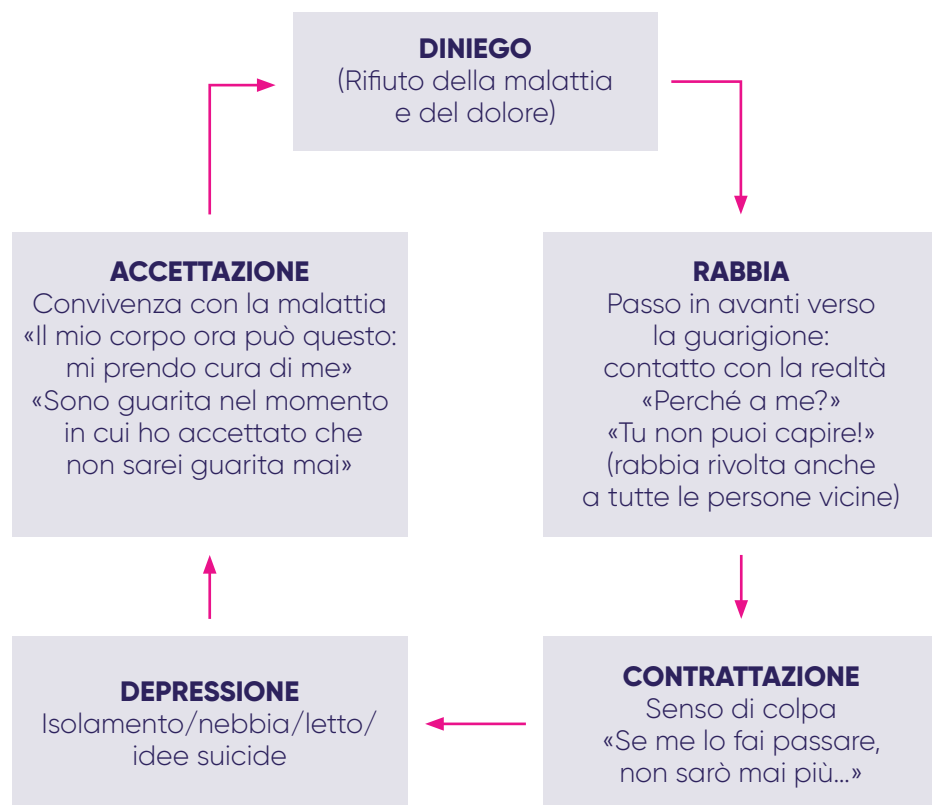 DINIEGO
(Rifiuto della malattia
e del dolore)
RABBIA
Passo in avanti verso
la guarigione:
contatto con la realtà
«Perché a me?»
«Tu non puoi capire!»
(rabbia rivolta anche
a tutte le persone vicine)
CONTRATTAZIONE
Senso di colpa
«Se me lo fai passare,
non sarò mai più...»
DEPRESSIONE
Isolamento/nebbia/letto/
idee suicide
ACCETTAZIONE
Convivenza con la malattia
«Il mio corpo ora può questo:
mi prendo cura di me»
«Sono guarita nel momento
in cui ho accettato che
non sarei guarita mai»